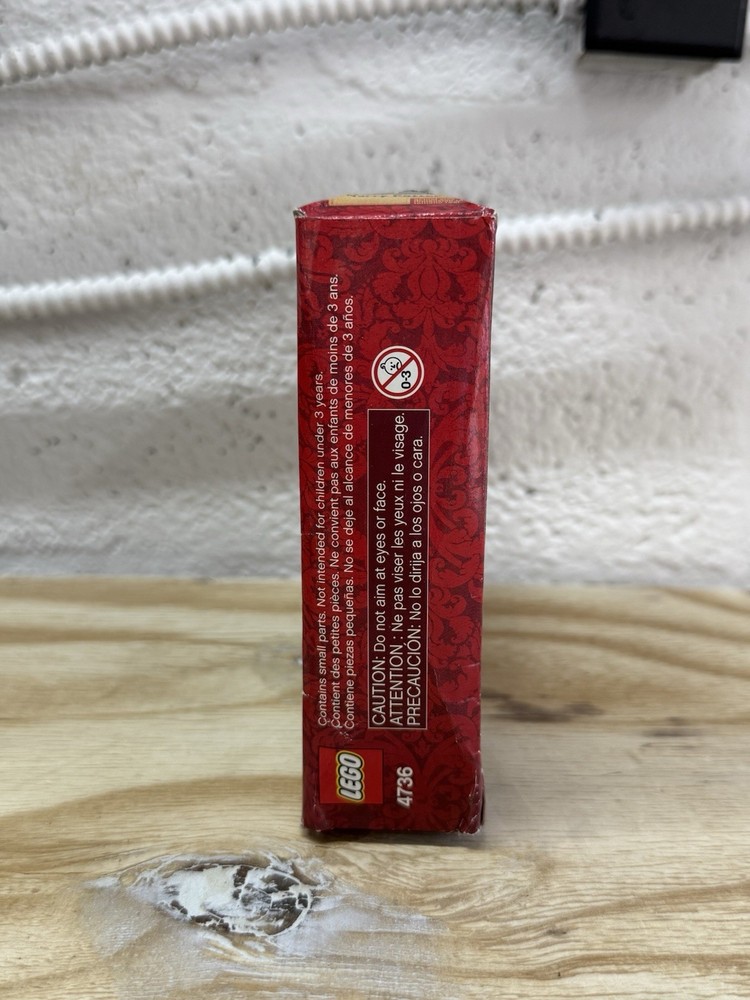 Contains small parts. Not intended for children under 3 years.
Contient des petites pièces. Ne convient pas aux enfants de moins de 3 ans.
Contiene piezas pequeñas. No se deje al alcance de menores de 3 años.
0-3
CAUTION: Do not aim at eyes or face.
ATTENTION : Ne pas viser les yeux ni le visage.
PRECAUCIÓN: No lo dirija a los ojos o cara.
LEGO
4736